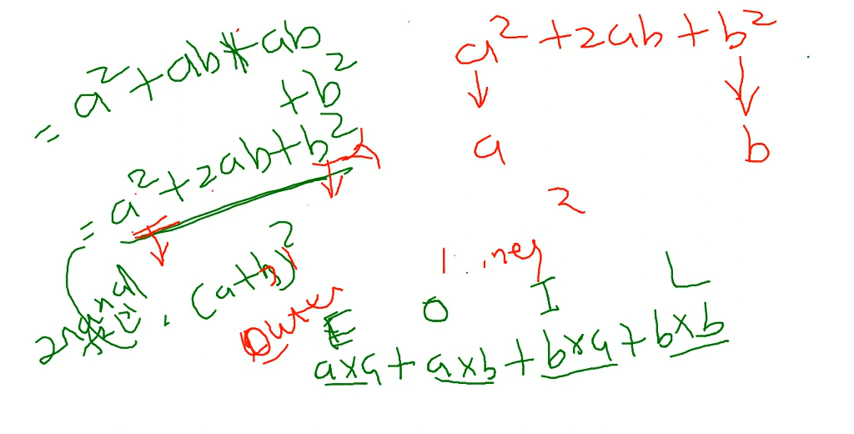 = a² + ab + ab
+ b²
= a² + 2ab + b²
(a+b)²
a² + 2ab + b²
a b
2
Outer
O I L
a×a + a×b + b×a + b×b